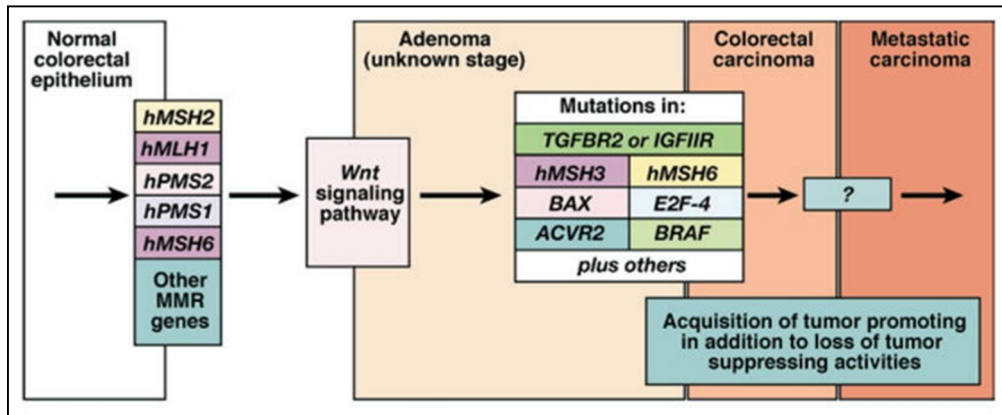 Normal
colorectal
epithelium
hMSH2
hMLH1
hPMS2
hPMS1
hMSH6
Other
MMR
genes
Wnt
signaling
pathway
Adenoma
(unknown stage)
Mutations in:
TGFBR2 or IGFIIR
hMSH3 hMSH6
BAX E2F-4
ACVR2 BRAF
plus others
Colorectal
carcinoma
?
Metastatic
carcinoma
Acquisition of tumor promoting
in addition to loss of tumor
suppressing activities